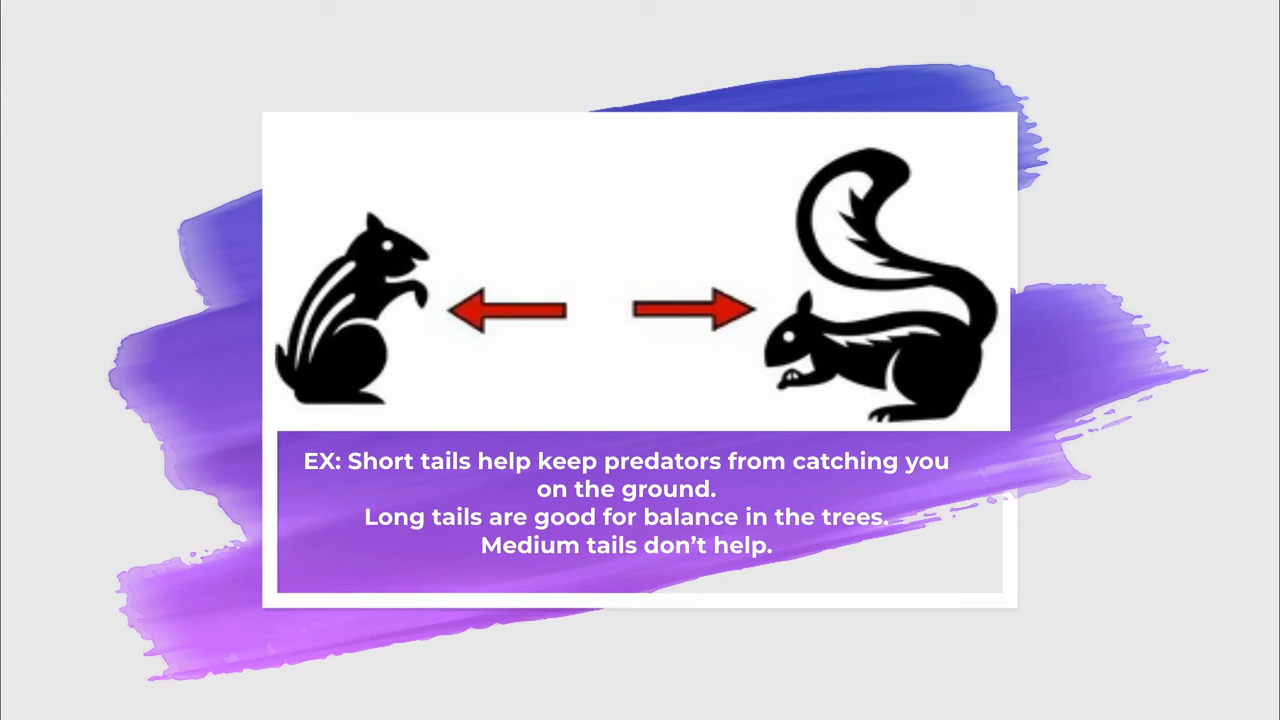 EX: Short tails help keep predators from catching you
on the ground.
Long tails are good for balance in the trees.
Medium tails don’t help.